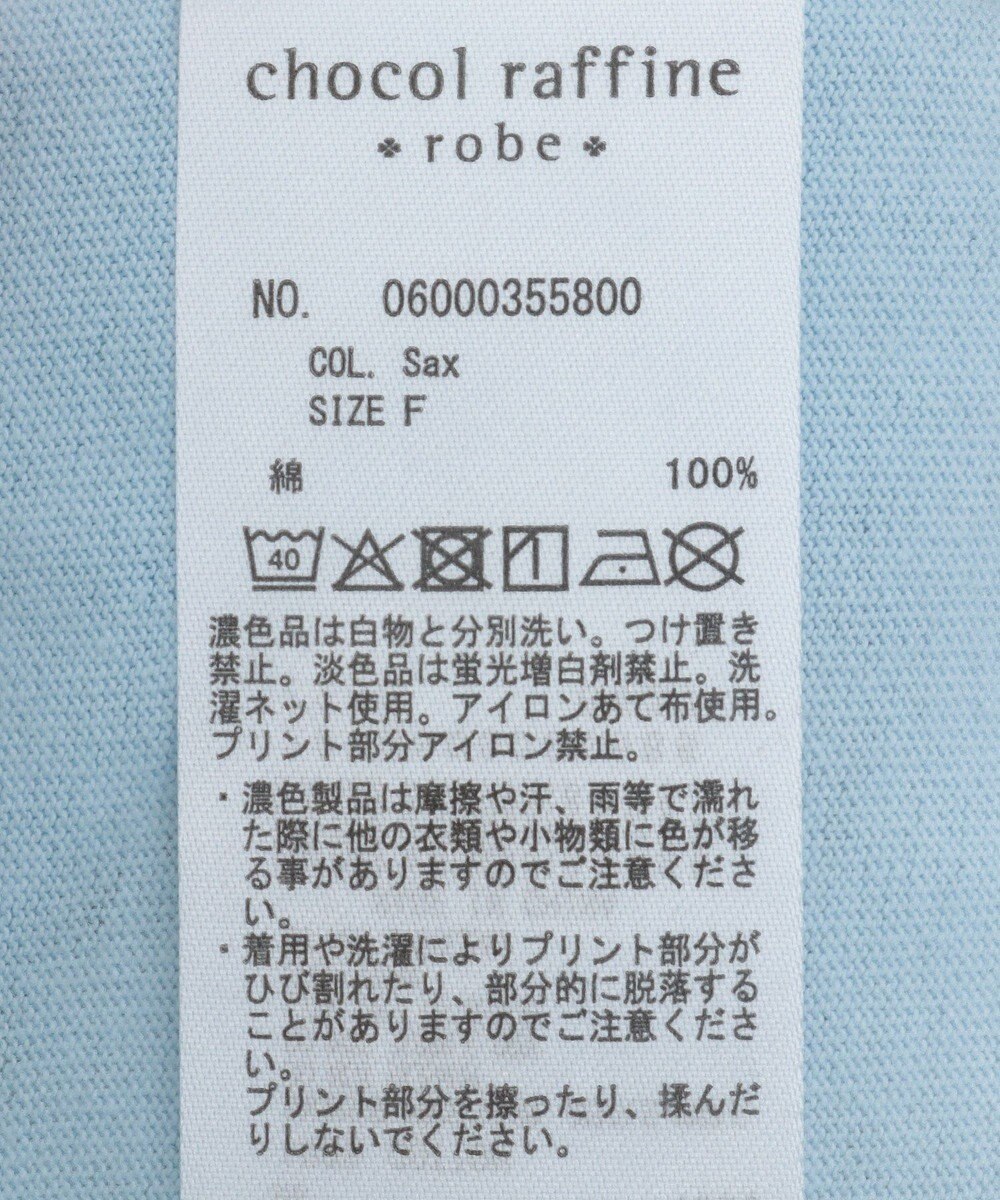 chocol raffine
robe
NO. 06000355800
COL. Sax
SIZE F
綿 100%
40
濃色品は白物と分別洗い。つけ置き
禁止。淡色品は蛍光増白剤禁止。洗
濯ネット使用。アイロンあて布使用。
プリント部分アイロン禁止。
・濃色製品は摩擦や汗、雨等で濡れ
た際に他の衣類や小物類に色が移
る事がありますのでご注意くださ
い。
・着用や洗濯によりプリント部分が
ひび割れたり、部分的に脱落する
ことがありますのでご注意くださ
い。
プリント部分を擦ったり、揉んだ
りしないでください。